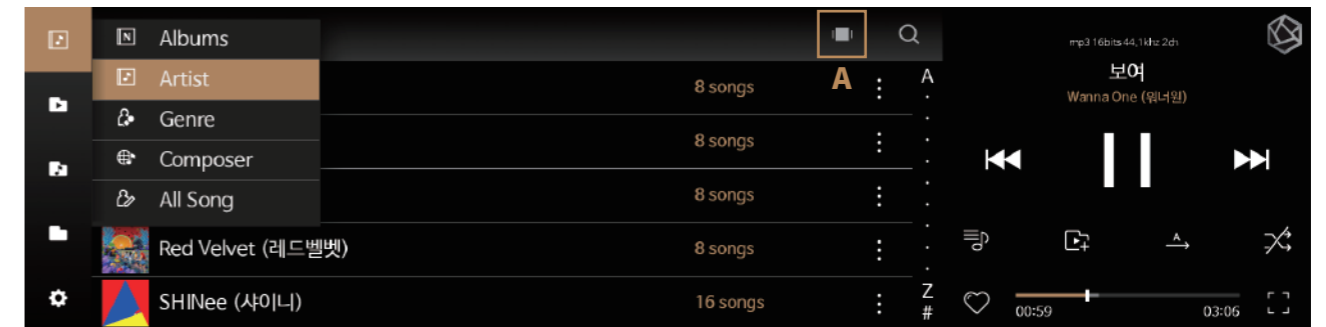 Albums
Artist
Genre
Composer
All Song
A
8 songs
8 songs
8 songs
Red Velvet (레드벨벳)
8 songs
SHINee (샤이니)
16 songs
A
Z
#
mp3 16bits 44,1khz 2ch
보여
Wanna One (워너원)
A
00:59
03:06